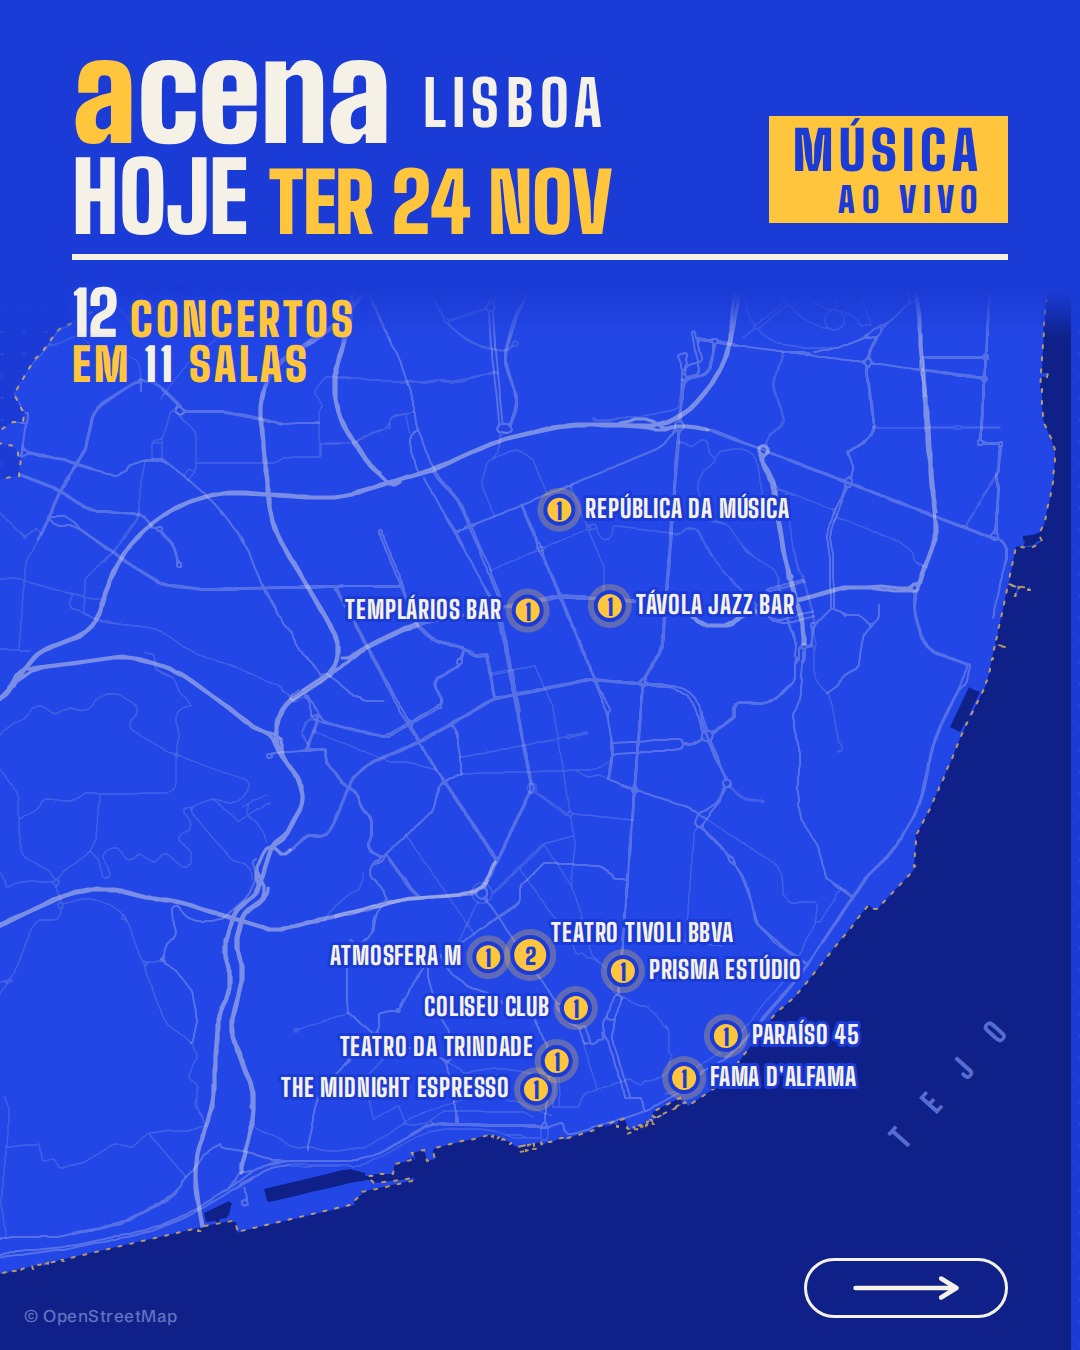 acena LISBOA
HOJE TER 24 NOV
MÚSICA
AO VIVO
12 CONCERTOS
EM 11 SALAS
1 REPÚBLICA DA MÚSICA
TEMPLÁRIOS BAR 1
1 TÁVOLA JAZZ BAR
TEATRO TIVOLI BBVA
ATMOSFERA M 1 2
1 PRISMA ESTÚDIO
COLISEU CLUB 1
1 PARAÍSO 45
TEATRO DA TRINDADE 1
1 FAMA D'ALFAMA
THE MIDNIGHT ESPRESSO 1
TEJO
© OpenStreetMap